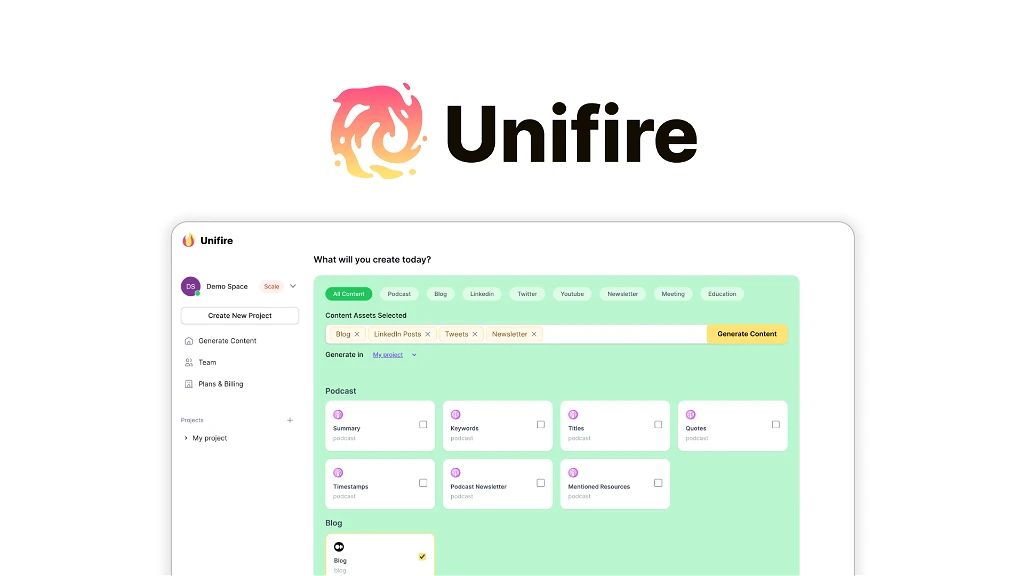 Unifire
Unifire
What will you create today?
DS
Demo Space
Scale
Create New Project
Generate Content
Team
Plans & Billing
Projects
My project
All Content
Podcast
Blog
Linkedin
Twitter
Youtube
Newsletter
Meeting
Education
Content Assets Selected
Blog
LinkedIn Posts
Tweets
Newsletter
Generate Content
Generate in My project
Podcast
Summary
podcast
Keywords
podcast
Titles
podcast
Quotes
podcast
Timestamps
podcast
Podcast Newsletter
podcast
Mentioned Resources
podcast
Blog
Blog
blog